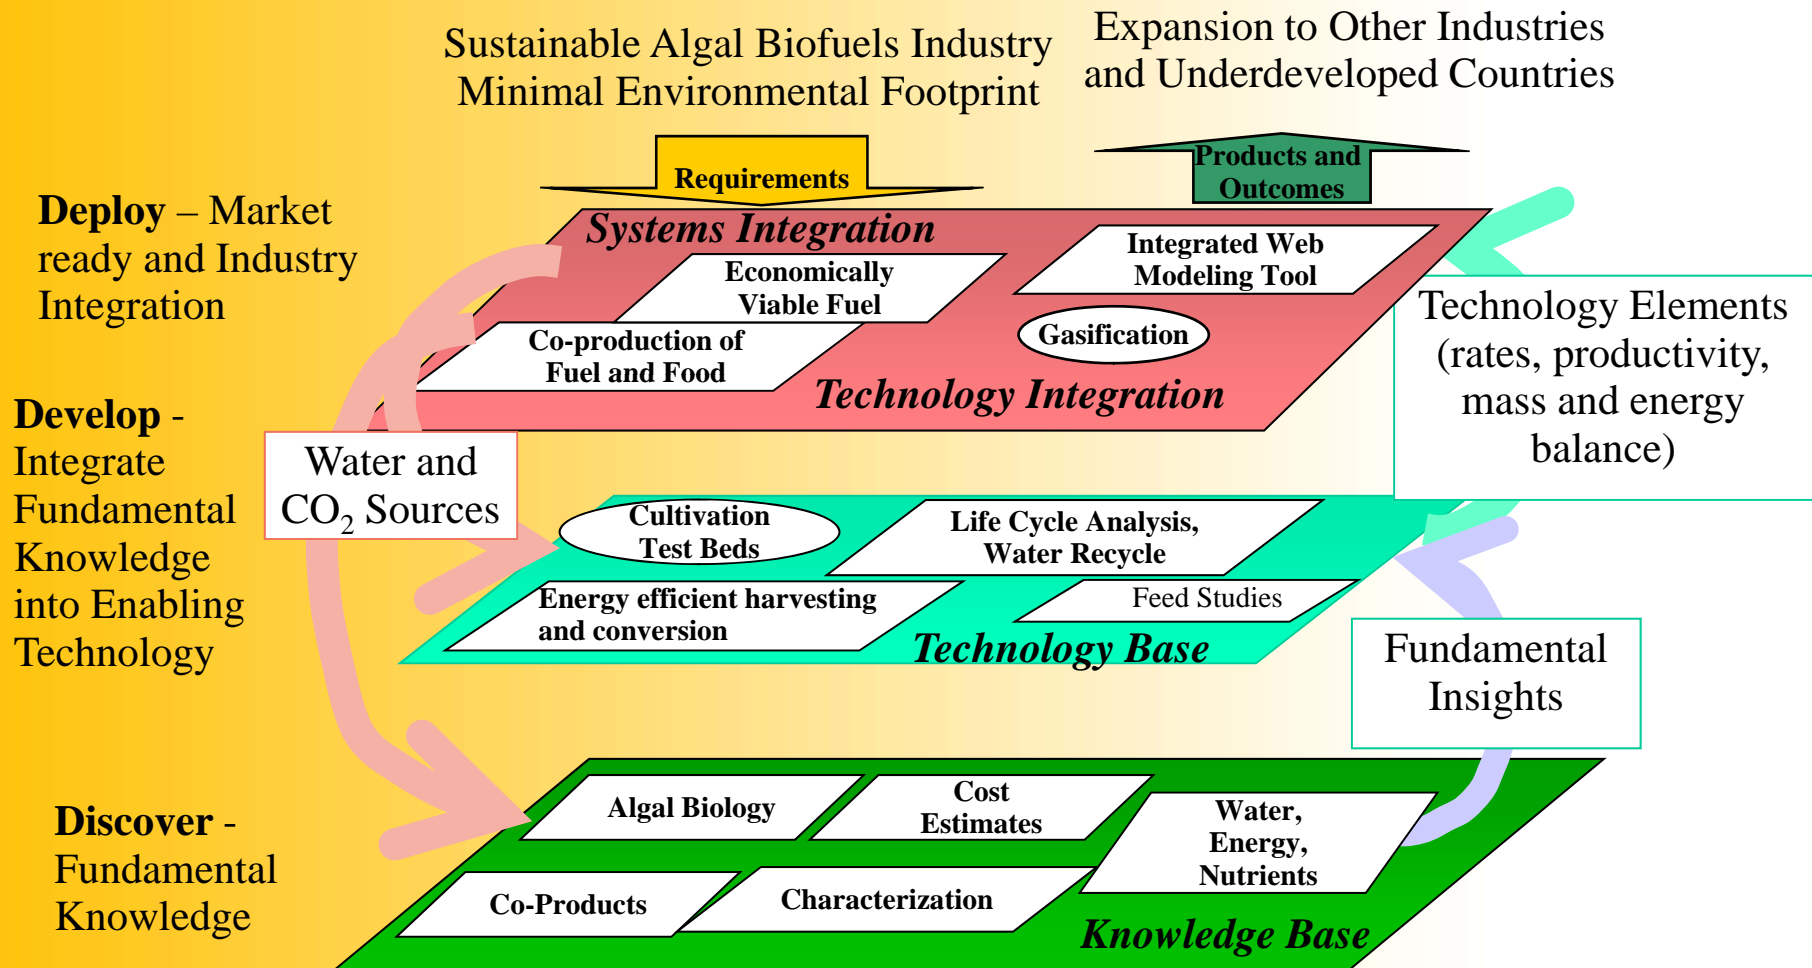 Sustainable Algal Biofuels Industry
Minimal Environmental Footprint
Expansion to Other Industries
and Underdeveloped Countries
Requirements
Products and
Outcomes
Deploy – Market
ready and Industry
Integration
Systems Integration
Economically
Viable Fuel
Integrated Web
Modeling Tool
Co-production of
Fuel and Food
Gasification
Technology Integration
Technology Elements
(rates, productivity,
mass and energy
balance)
Develop -
Integrate
Fundamental
Knowledge
into Enabling
Technology
Water and
CO₂ Sources
Cultivation
Test Beds
Life Cycle Analysis,
Water Recycle
Energy efficient harvesting
and conversion
Feed Studies
Technology Base
Fundamental
Insights
Discover -
Fundamental
Knowledge
Algal Biology
Cost
Estimates
Water,
Energy,
Nutrients
Co-Products
Characterization
Knowledge Base